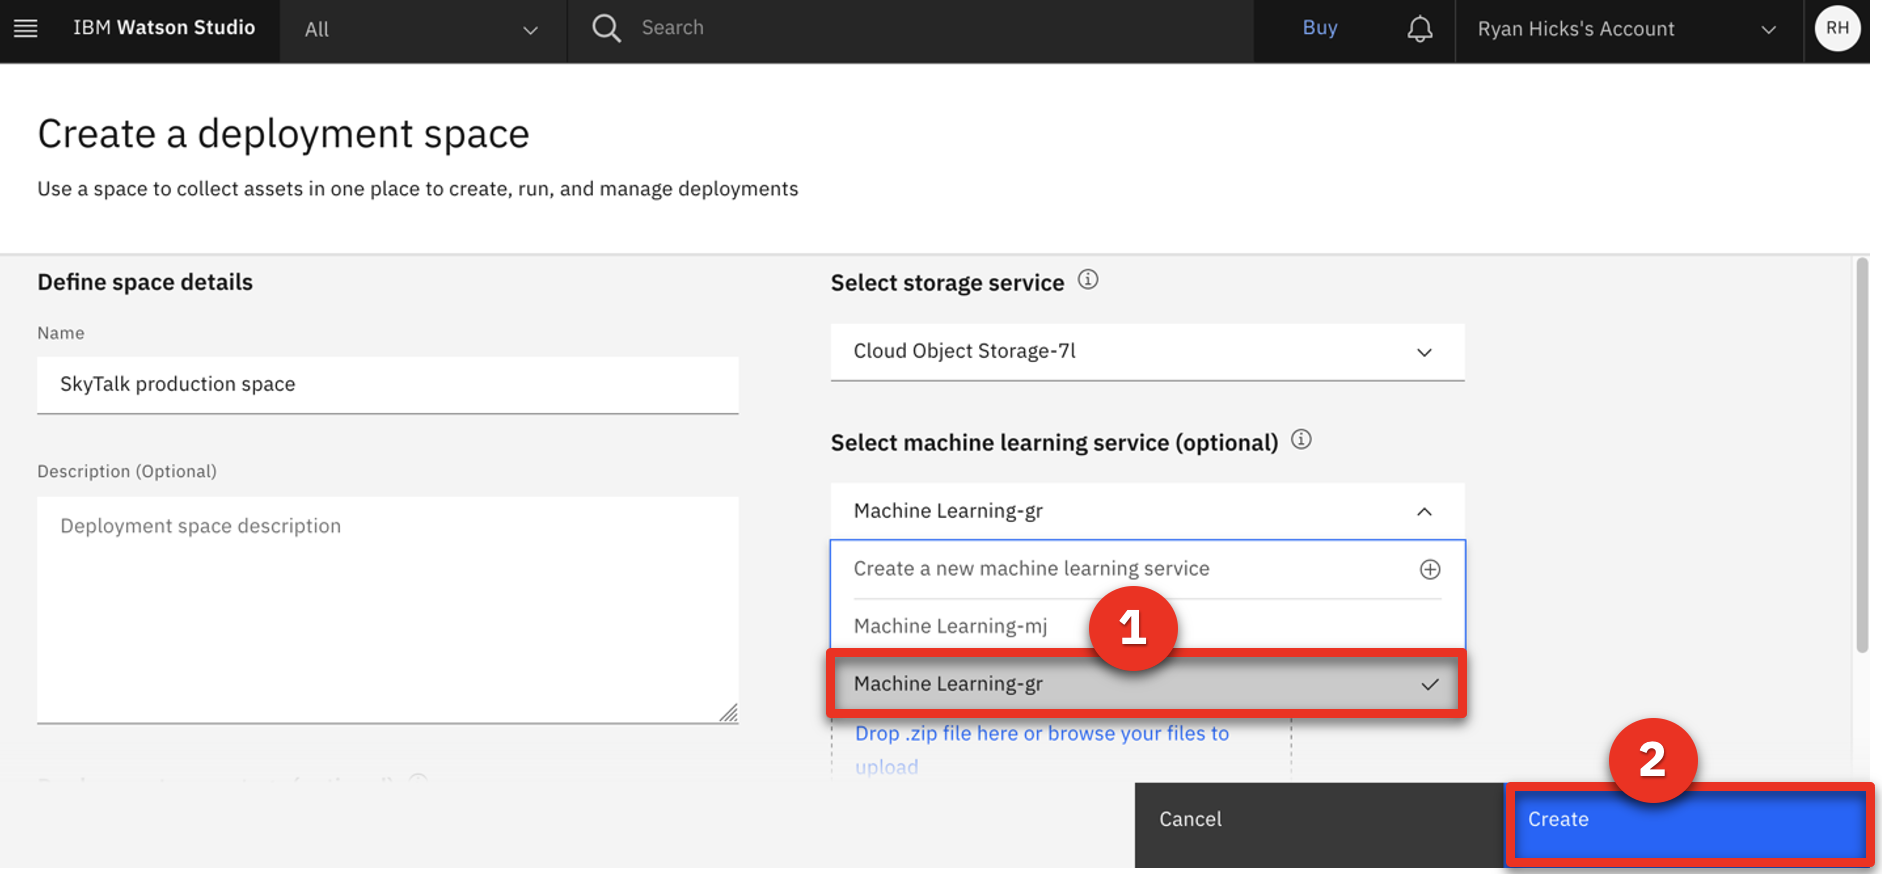 IBM Watson Studio
All
Search
Buy
Ryan Hicks's Account
RH
Create a deployment space
Use a space to collect assets in one place to create, run, and manage deployments
Define space details
Name
SkyTalk production space
Description (Optional)
Deployment space description
Select storage service
Cloud Object Storage-7l
Select machine learning service (optional)
Machine Learning-gr
Create a new machine learning service
Machine Learning-mj
1
Machine Learning-gr
Drop .zip file here or browse your files to
upload
Cancel
2
Create